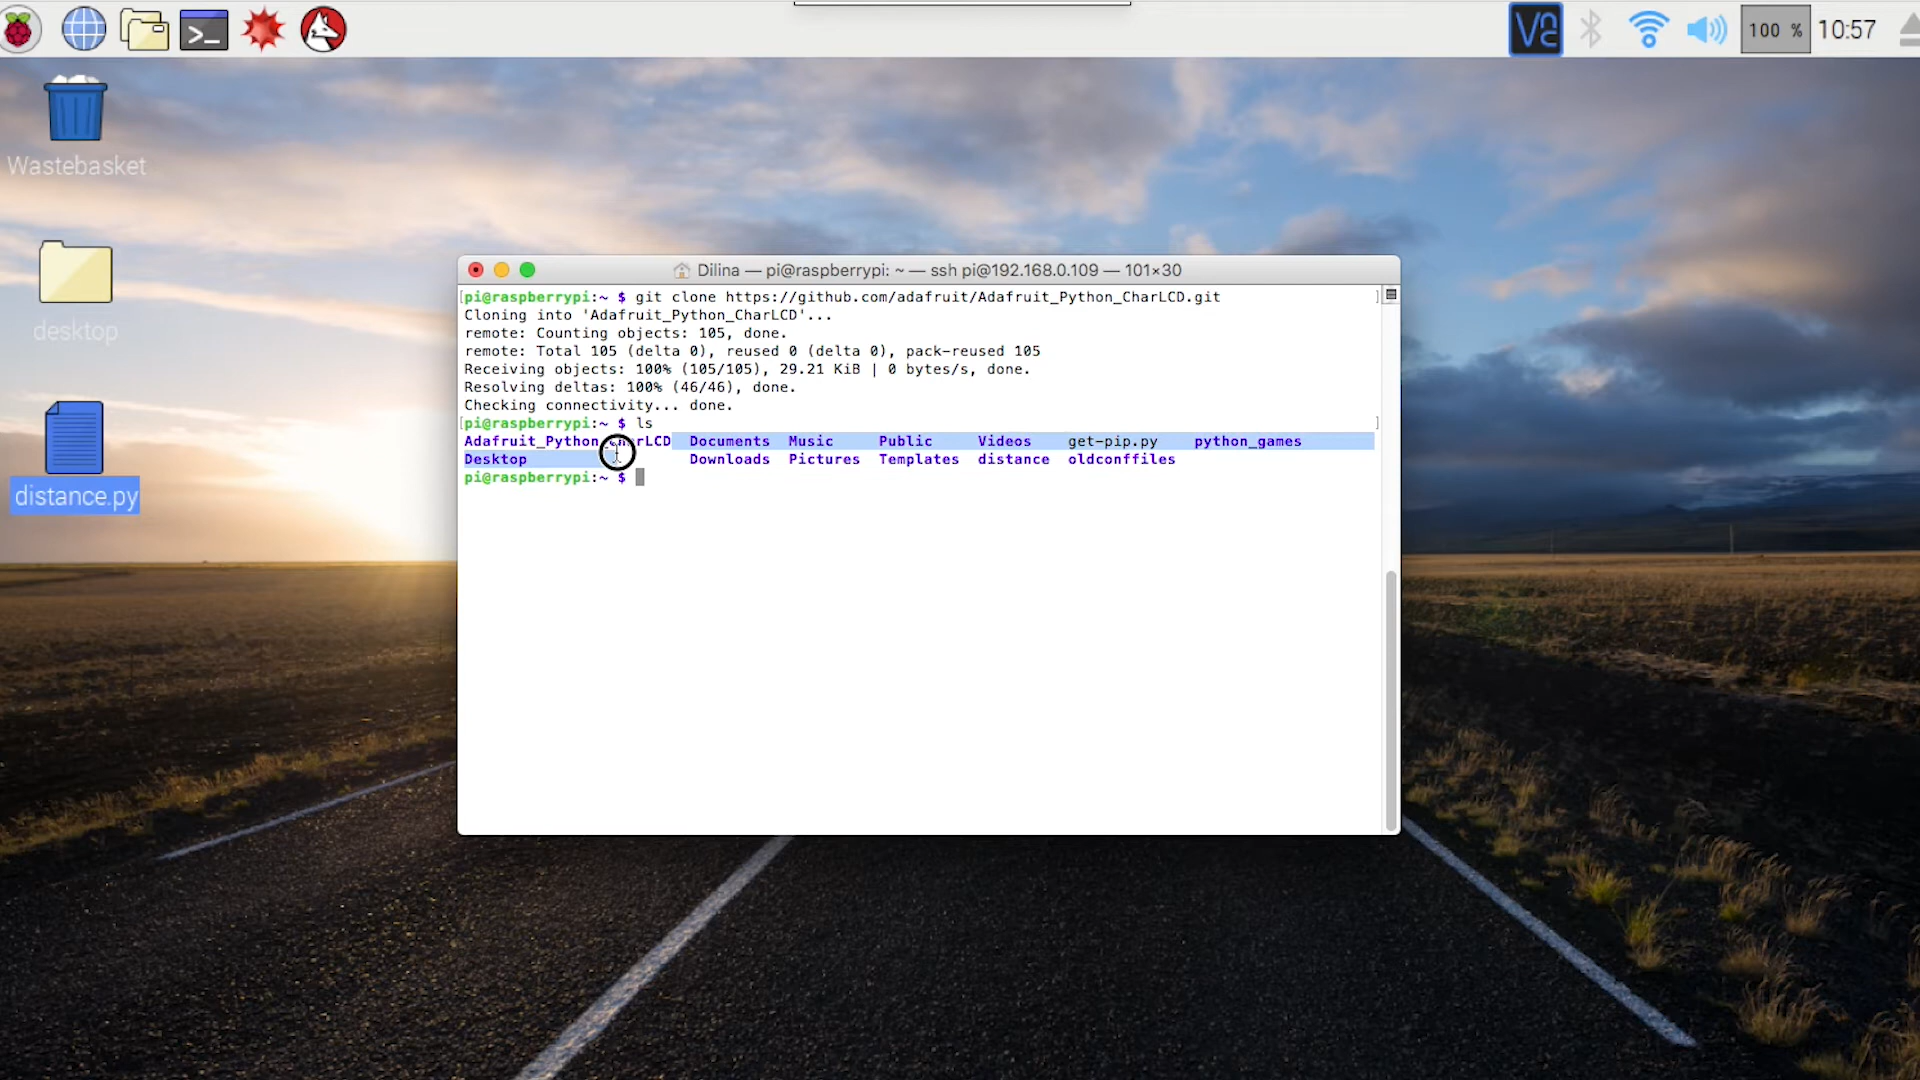 VNC
100 %
10:57
Wastebasket
desktop
distance.py
Dilina — pi@raspberrypi: ~ — ssh pi@192.168.0.109 — 101×30
pi@raspberrypi:~ $ git clone https://github.com/adafruit/Adafruit_Python_CharLCD.git
Cloning into 'Adafruit_Python_CharLCD'...
remote: Counting objects: 105, done.
remote: Total 105 (delta 0), reused 0 (delta 0), pack-reused 105
Receiving objects: 100% (105/105), 29.21 KiB | 0 bytes/s, done.
Resolving deltas: 100% (46/46), done.
Checking connectivity... done.
pi@raspberrypi:~ $ ls
Adafruit_Python_CharLCD Documents Music Public Videos get-pip.py python_games
Desktop Downloads Pictures Templates distance oldconffiles
pi@raspberrypi:~ $